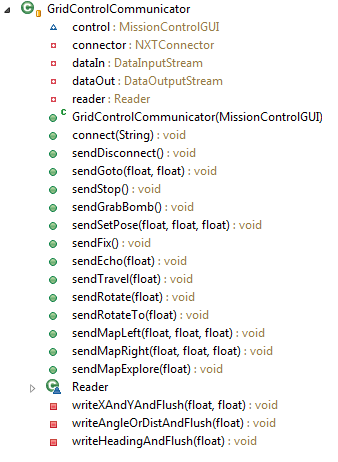 GridControlCommunicator
control : MissionControlGUI
connector : NXTConnector
dataIn : DataInputStream
dataOut : DataOutputStream
reader : Reader
GridControlCommunicator(MissionControlGUI)
connect(String) : void
sendDisconnect() : void
sendGoto(float, float) : void
sendStop() : void
sendGrabBomb() : void
sendSetPose(float, float, float) : void
sendFix() : void
sendEcho(float) : void
sendTravel(float) : void
sendRotate(float) : void
sendRotateTo(float) : void
sendMapLeft(float, float, float) : void
sendMapRight(float, float, float) : void
sendMapExplore(float) : void
Reader
writeXAndYAndFlush(float, float) : void
writeAngleOrDistAndFlush(float) : void
writeHeadingAndFlush(float) : void